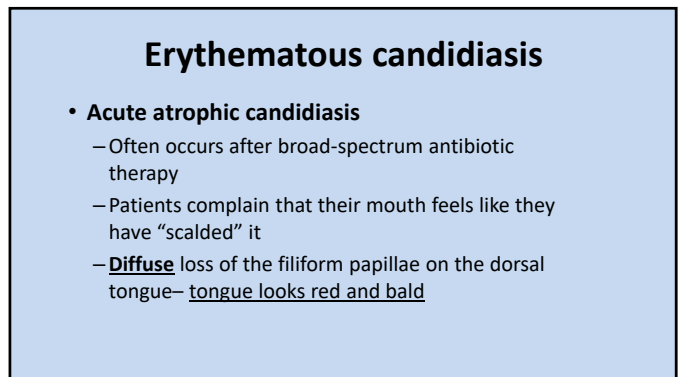 Erythematous candidiasis
• Acute atrophic candidiasis
–Often occurs after broad-spectrum antibiotic
therapy
–Patients complain that their mouth feels like they
have “scalded” it
–Diffuse loss of the filiform papillae on the dorsal
tongue– tongue looks red and bald